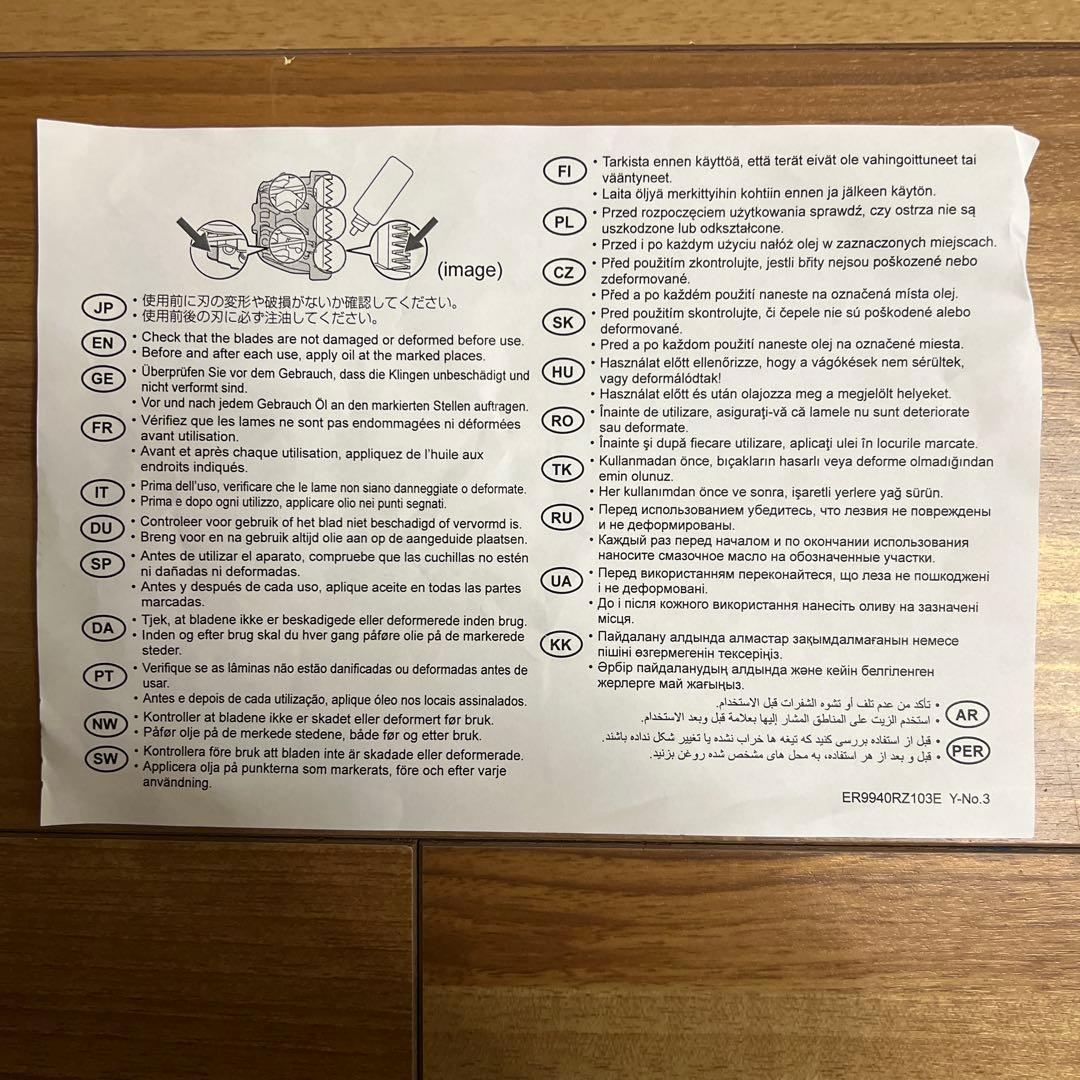 (image)
JP
・使用前に刃の変形や破損がないか確認してください。
・使用前後の刃に必ず注油してください。
EN
• Check that the blades are not damaged or deformed before use.
• Before and after each use, apply oil at the marked places.
GE
• Überprüfen Sie vor dem Gebrauch, dass die Klingen unbeschädigt und
nicht verformt sind.
• Vor und nach jedem Gebrauch Öl an den markierten Stellen auftragen.
FR
• Vérifiez que les lames ne sont pas endommagées ni déformées
avant utilisation.
• Avant et après chaque utilisation, appliquez de l'huile aux
endroits indiqués.
IT
• Prima dell'uso, verificare che le lame non siano danneggiate o deformate.
• Prima e dopo ogni utilizzo, applicare olio nei punti segnati.
DU
• Controleer voor gebruik of het blad niet beschadigd of vervormd is.
• Breng voor en na gebruik altijd olie aan op de aangeduide plaatsen.
SP
• Antes de utilizar el aparato, compruebe que las cuchillas no estén
ni dañadas ni deformadas.
• Antes y después de cada uso, aplique aceite en todas las partes
marcadas.
DA
• Tjek, at bladene ikke er beskadigede eller deformerede inden brug.
• Inden og efter brug skal du hver gang påføre olie på de markerede
steder.
PT
• Verifique se as lâminas não estão danificadas ou deformadas antes de
usar.
• Antes e depois de cada utilização, aplique óleo nos locais assinalados.
NW
• Kontroller at bladene ikke er skadet eller deformert før bruk.
• Påfør olje på de merkede stedene, både før og etter bruk.
SW
• Kontrollera före bruk att bladen inte är skadade eller deformerade.
• Applicera olja på punkterna som markerats, före och efter varje
användning.
FI
• Tarkista ennen käyttöä, että terät eivät ole vahingoittuneet tai
vääntyneet.
• Laita öljyä merkittyihin kohtiin ennen ja jälkeen käytön.
PL
• Przed rozpoczęciem użytkowania sprawdź, czy ostrza nie są
uszkodzone lub odkształcone.
• Przed i po każdym użyciu nałóż olej w zaznaczonych miejscach.
CZ
• Před použitím zkontrolujte, jestli břity nejsou poškozené nebo
zdeformované.
• Před a po každém použití naneste na označená místa olej.
SK
• Pred použitím skontrolujte, či čepele nie sú poškodené alebo
deformované.
• Pred a po každom použití naneste olej na označené miesta.
HU
• Használat előtt ellenőrizze, hogy a vágókések nem sérültek,
vagy deformálódtak!
• Használat előtt és után olajozza meg a megjelölt helyeket.
RO
• Înainte de utilizare, asiguraţi-vă că lamele nu sunt deteriorate
sau deformate.
• Înainte şi după fiecare utilizare, aplicaţi ulei în locurile marcate.
TK
• Kullanmadan önce, bıçakların hasarlı veya deforme olmadığından
emin olunuz.
• Her kullanımdan önce ve sonra, işaretli yerlere yağ sürün.
RU
• Перед использованием убедитесь, что лезвия не повреждены
и не деформированы.
• Каждый раз перед началом и по окончании использования
наносите смазочное масло на обозначенные участки.
UA
• Перед використанням переконайтеся, що леза не пошкоджені
і не деформовані.
• До і після кожного використання нанесіть оливу на зазначені
місця.
KK
• Пайдалану алдында алмастар зақымдалмағанын немесе
пішіні өзгермегенін тексеріңіз.
• Әрбір пайдаланудың алдында және кейін белгіленген
жерлерге май жағыңыз.
AR
• تأكد من عدم تلف أو تشوه الشفرات قبل الاستخدام.
• استخدم الزيت على المناطق المشار إليها بعلامة قبل وبعد الاستخدام.
PER
• قبل از استفاده بررسی کنید که تیغه ها خراب نشده یا تغییر شکل نداده باشند.
• قبل و بعد از هر استفاده، به محل های مشخص شده روغن بزنید.
ER9940RZ103E Y-No.3